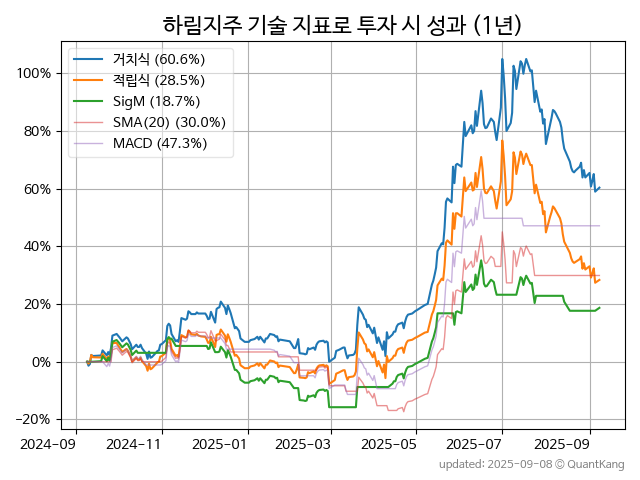 하림지주 기술 지표로 투자 시 성과 (1년)
거치식 (60.6%)
적립식 (28.5%)
SigM (18.7%)
SMA(20) (30.0%)
MACD (47.3%)
100%
80%
60%
40%
20%
0%
−20%
2024-09 2024-11 2025-01 2025-03 2025-05 2025-07 2025-09
updated: 2025-09-08 © QuantKang